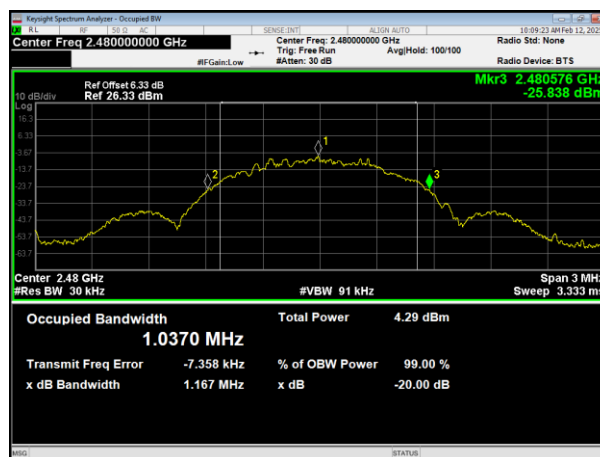 Keysight Spectrum Analyzer - Occupied BW
RL RF 50 Ω AC SENSE:INT ALIGN AUTO 10:09:23 AM Feb 12, 202
Center Freq 2.480000000 GHz Center Freq: 2.480000000 GHz Radio Std: None
Trig: Free Run Avg|Hold: 100/100
#IFGain:Low #Atten: 30 dB Radio Device: BTS
Ref Offset 6.33 dB Mkr3 2.480576 GHz
10 dB/div Ref 26.33 dBm -25.838 dBm
Log
16.3
6.33
-3.67
-13.7
-23.7
-33.7
-43.7
-53.7
-63.7
1
2
3
Center 2.48 GHz Span 3 MHz
#Res BW 30 kHz #VBW 91 kHz Sweep 3.333 ms
Occupied Bandwidth Total Power 4.29 dBm
1.0370 MHz
Transmit Freq Error -7.358 kHz % of OBW Power 99.00 %
x dB Bandwidth 1.167 MHz x dB -20.00 dB
MSG STATUS